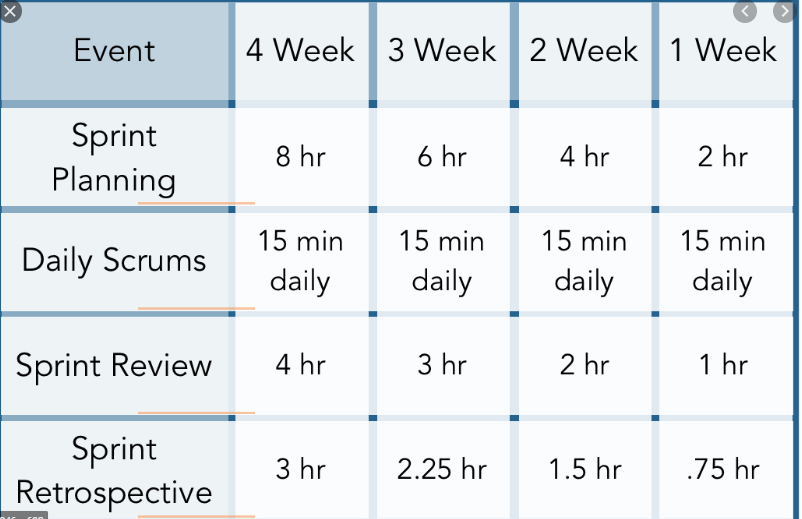 Event 4 Week 3 Week 2 Week 1 Week
Sprint
Planning
8 hr 6 hr 4 hr 2 hr
Daily Scrums
15 min 15 min 15 min 15 min
daily daily daily daily
Sprint Review 4 hr 3 hr 2 hr 1 hr
Sprint
Retrospective
3 hr 2.25 hr 1.5 hr .75 hr